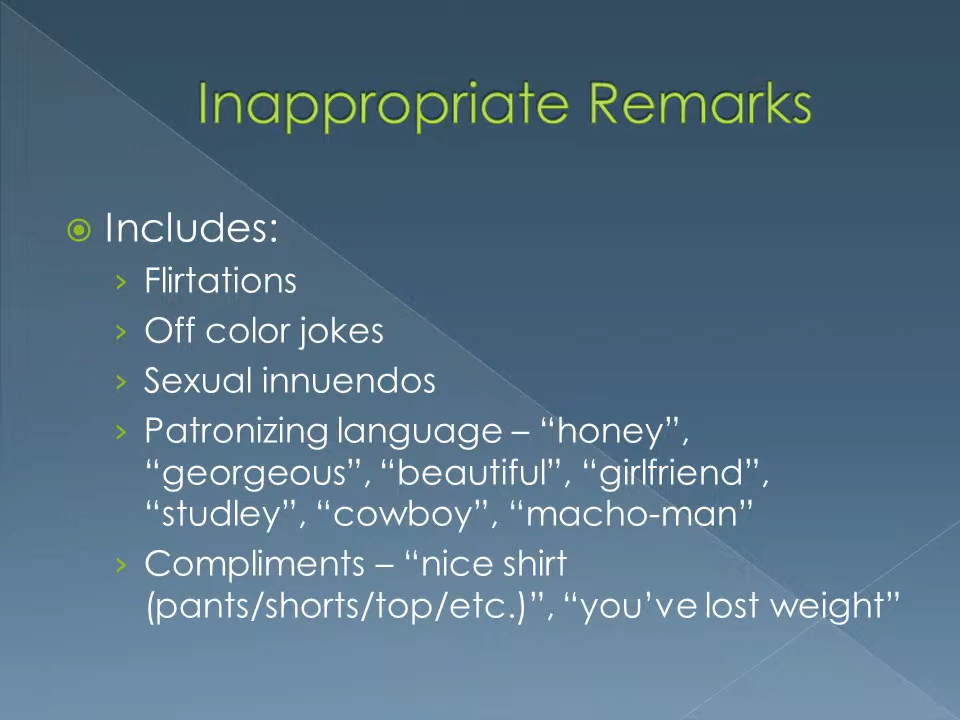 Inappropriate Remarks
Includes:
Flirtations
Off color jokes
Sexual innuendos
Patronizing language – “honey”,
“georgeous”, “beautiful”, “girlfriend”,
“studley”, “cowboy”, “macho-man”
Compliments – “nice shirt
(pants/shorts/top/etc.)”, “you’ve lost weight”